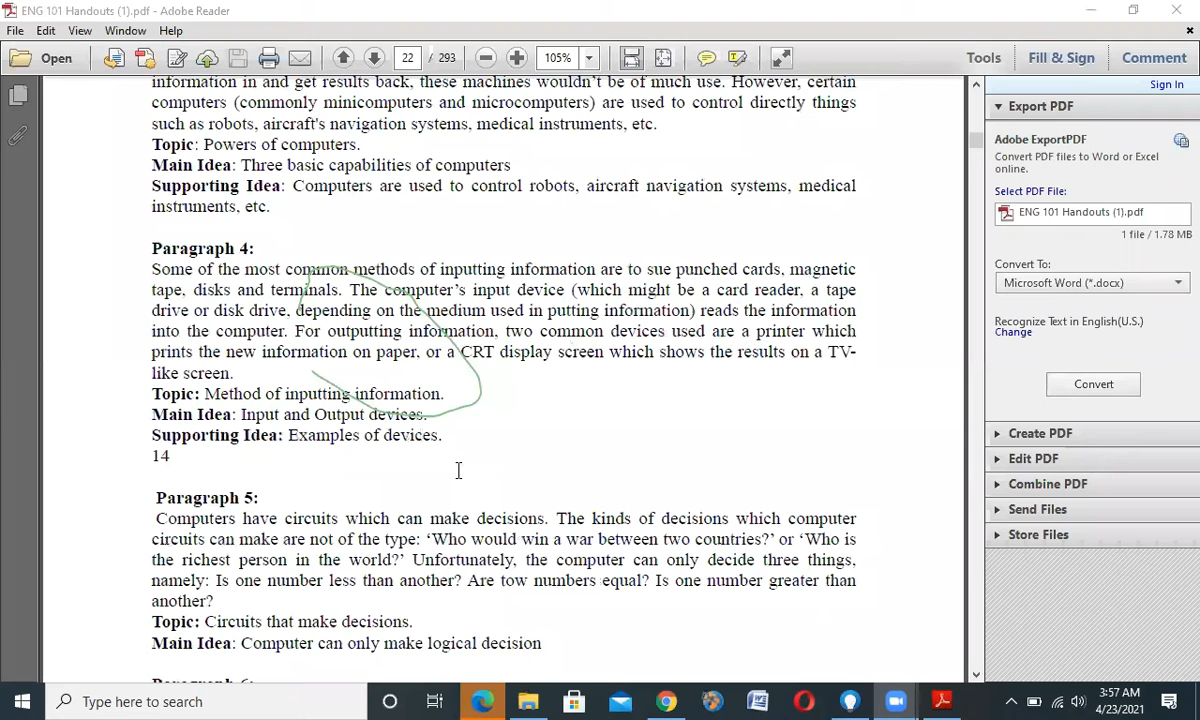 ENG 101 Handouts (1).pdf - Adobe Reader
File Edit View Window Help
Open 22 / 293 105% Tools Fill & Sign Comment
Sign In
information in and get results back, these machines wouldn't be of much use. However, certain
computers (commonly minicomputers and microcomputers) are used to control directly things
such as robots, aircraft's navigation systems, medical instruments, etc.
Topic: Powers of computers.
Main Idea: Three basic capabilities of computers
Supporting Idea: Computers are used to control robots, aircraft navigation systems, medical
instruments, etc.
Paragraph 4:
Some of the most common methods of inputting information are to sue punched cards, magnetic
tape, disks and terminals. The computer's input device (which might be a card reader, a tape
drive or disk drive, depending on the medium used in putting information) reads the information
into the computer. For outputting information, two common devices used are a printer which
prints the new information on paper, or a CRT display screen which shows the results on a TV-
like screen.
Topic: Method of inputting information.
Main Idea: Input and Output devices.
Supporting Idea: Examples of devices.
14
Paragraph 5:
Computers have circuits which can make decisions. The kinds of decisions which computer
circuits can make are not of the type: ‘Who would win a war between two countries?’ or ‘Who is
the richest person in the world?’ Unfortunately, the computer can only decide three things,
namely: Is one number less than another? Are tow numbers equal? Is one number greater than
another?
Topic: Circuits that make decisions.
Main Idea: Computer can only make logical decision
Export PDF
Adobe ExportPDF
Convert PDF files to Word or Excel
online.
Select PDF File:
ENG 101 Handouts (1).pdf
1 file / 1.78 MB
Convert To:
Microsoft Word (*.docx)
Recognize Text in English(U.S.)
Change
Convert
Create PDF
Edit PDF
Combine PDF
Send Files
Store Files
Type here to search
3:57 AM
4/23/2021